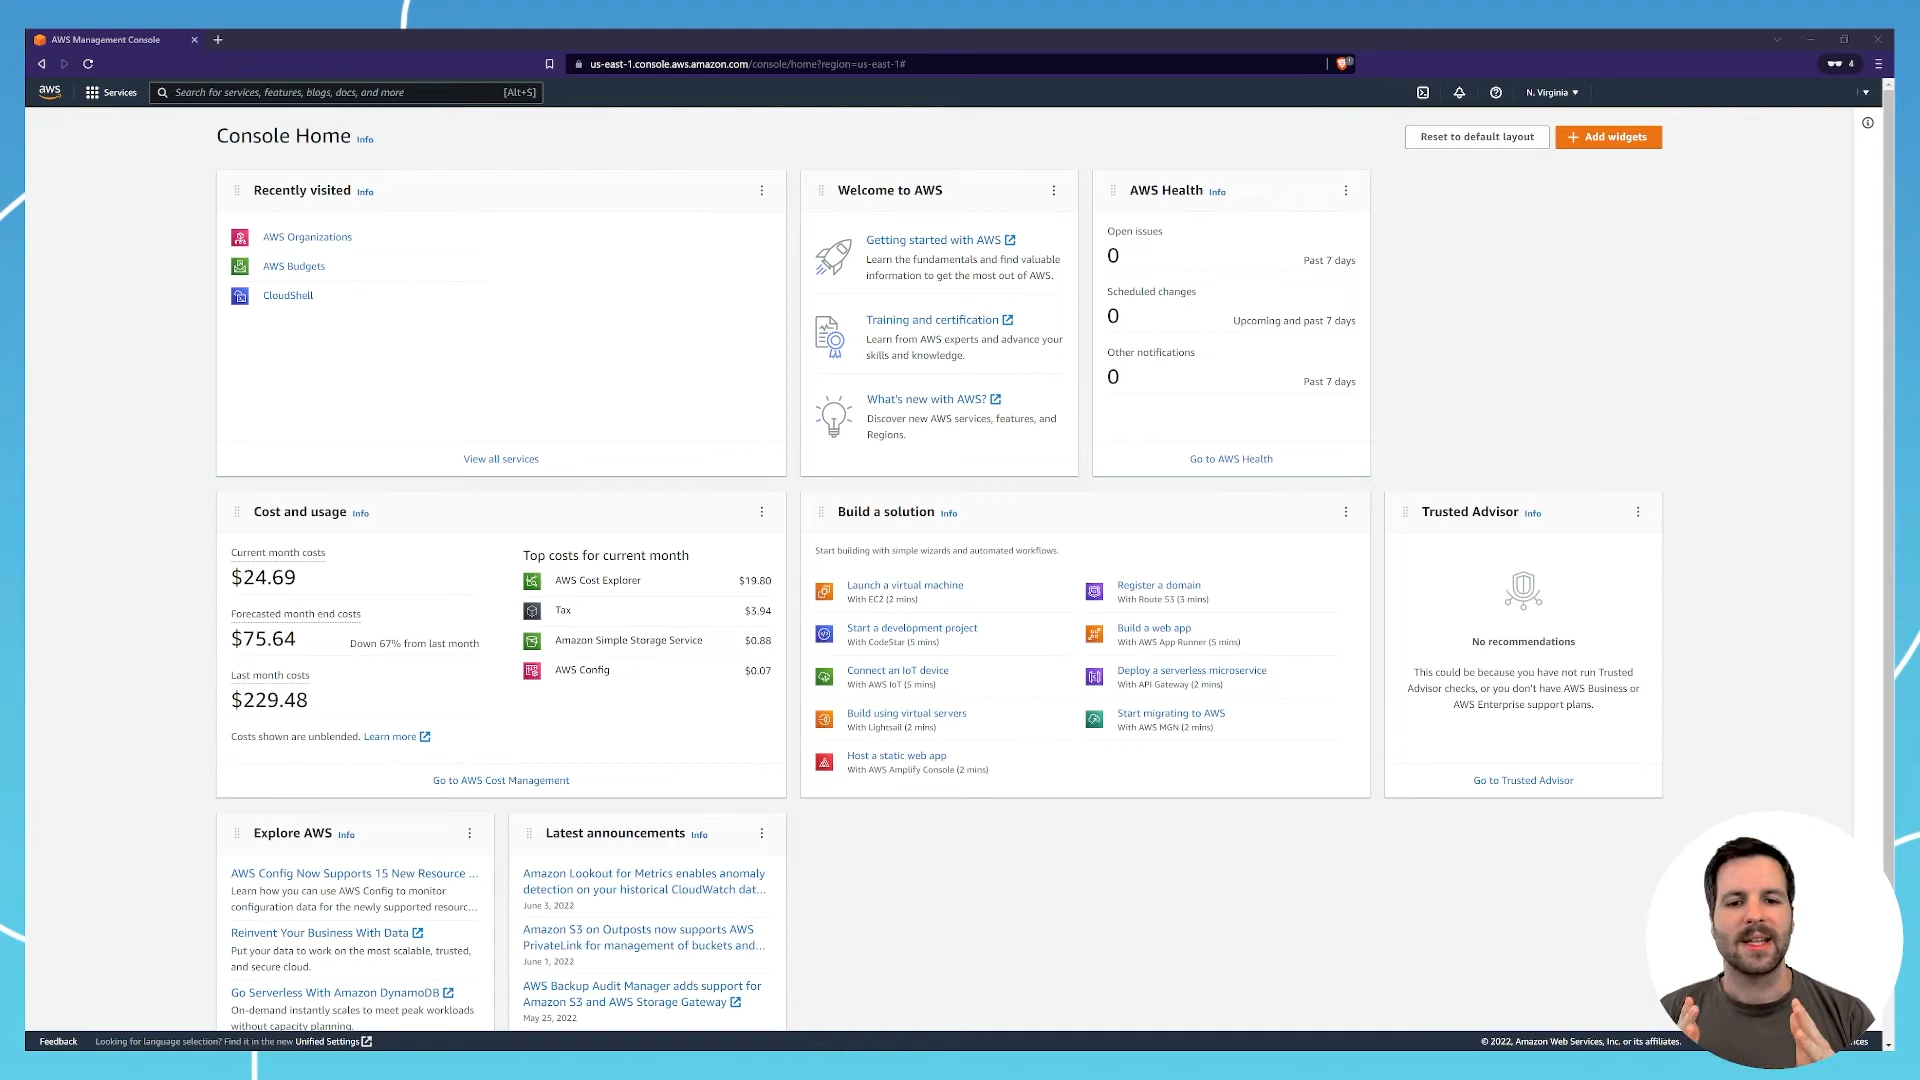 AWS Management Console
us-east-1.console.aws.amazon.com/console/home?region=us-east-1#
1
4
aws
Services
Search for services, features, blogs, docs, and more
[Alt+S]
N. Virginia
Console Home Info
Reset to default layout
Add widgets
Recently visited Info
AWS Organizations
AWS Budgets
CloudShell
View all services
Welcome to AWS
Getting started with AWS
Learn the fundamentals and find valuable
information to get the most out of AWS.
Training and certification
Learn from AWS experts and advance your
skills and knowledge.
What's new with AWS?
Discover new AWS services, features, and
Regions.
AWS Health Info
Open issues
0
Past 7 days
Scheduled changes
0
Upcoming and past 7 days
Other notifications
0
Past 7 days
Go to AWS Health
Cost and usage Info
Current month costs
$24.69
Forecasted month end costs
$75.64
Down 67% from last month
Last month costs
$229.48
Costs shown are unblended. Learn more
Top costs for current month
AWS Cost Explorer $19.80
Tax $3.94
Amazon Simple Storage Service $0.88
AWS Config $0.07
Go to AWS Cost Management
Build a solution Info
Start building with simple wizards and automated workflows.
Launch a virtual machine
With EC2 (2 mins)
Start a development project
With CodeStar (5 mins)
Connect an IoT device
With AWS IoT (5 mins)
Build using virtual servers
With Lightsail (2 mins)
Host a static web app
With AWS Amplify Console (2 mins)
Register a domain
With Route 53 (3 mins)
Build a web app
With AWS App Runner (5 mins)
Deploy a serverless microservice
With API Gateway (2 mins)
Start migrating to AWS
With AWS MGN (2 mins)
Trusted Advisor Info
No recommendations
This could be because you have not run Trusted
Advisor checks, or you don't have AWS Business or
AWS Enterprise support plans.
Go to Trusted Advisor
Explore AWS Info
AWS Config Now Supports 15 New Resource ...
Learn how you can use AWS Config to monitor
configuration data for the newly supported resourc...
Reinvent Your Business With Data
Put your data to work on the most scalable, trusted,
and secure cloud.
Go Serverless With Amazon DynamoDB
On-demand instantly scales to meet peak workloads
without capacity planning.
Latest announcements Info
Amazon Lookout for Metrics enables anomaly
detection on your historical CloudWatch dat...
June 3, 2022
Amazon S3 on Outposts now supports AWS
PrivateLink for management of buckets and...
June 1, 2022
AWS Backup Audit Manager adds support for
Amazon S3 and AWS Storage Gateway
May 25, 2022
Feedback
Looking for language selection? Find it in the new Unified Settings
© 2022, Amazon Web Services, Inc. or its affiliates.